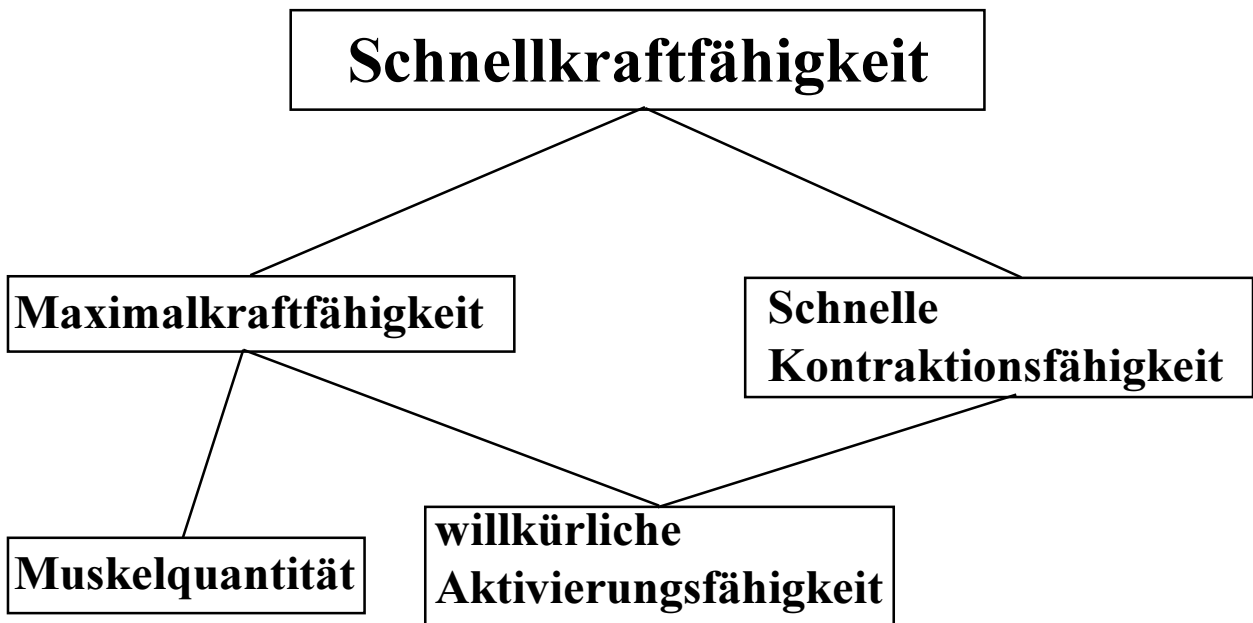 Schnellkraftfähigkeit
Maximalkraftfähigkeit
Schnelle
Kontraktionsfähigkeit
Muskelquantität
willkürliche
Aktivierungsfähigkeit